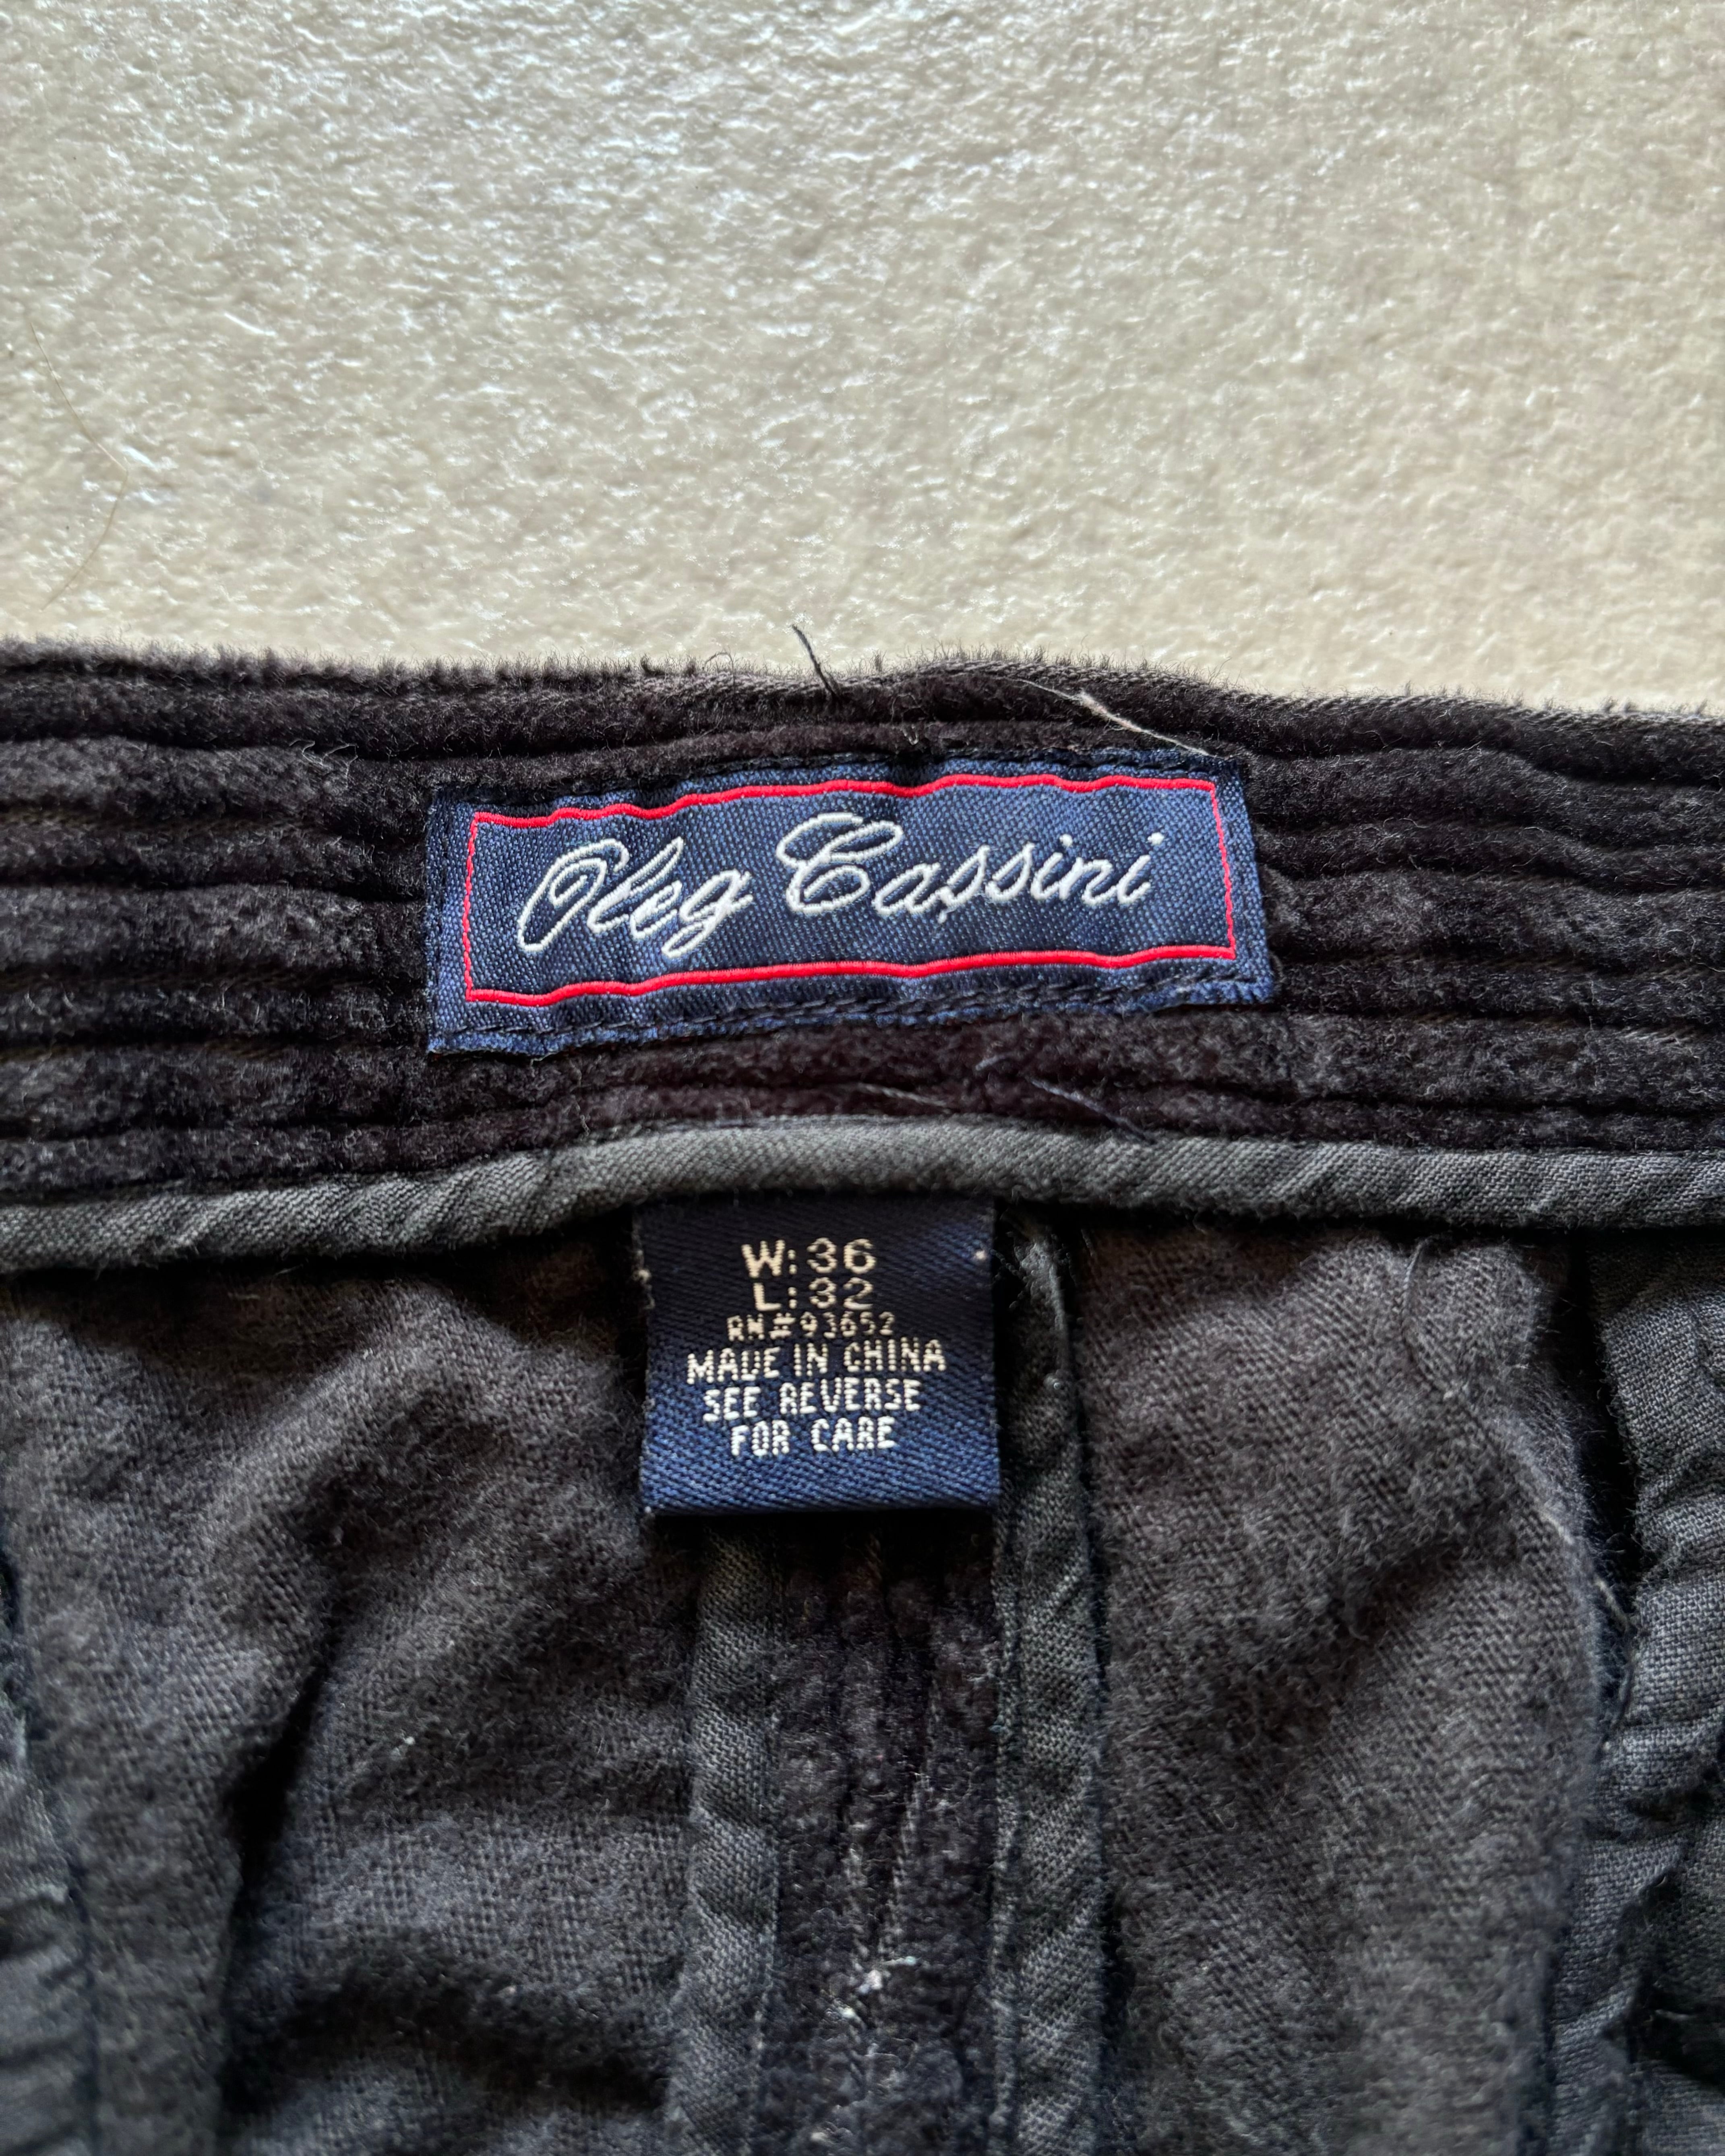 Oleg Cassini
W: 36
L: 32
RN#93652
MADE IN CHINA
SEE REVERSE
FOR CARE